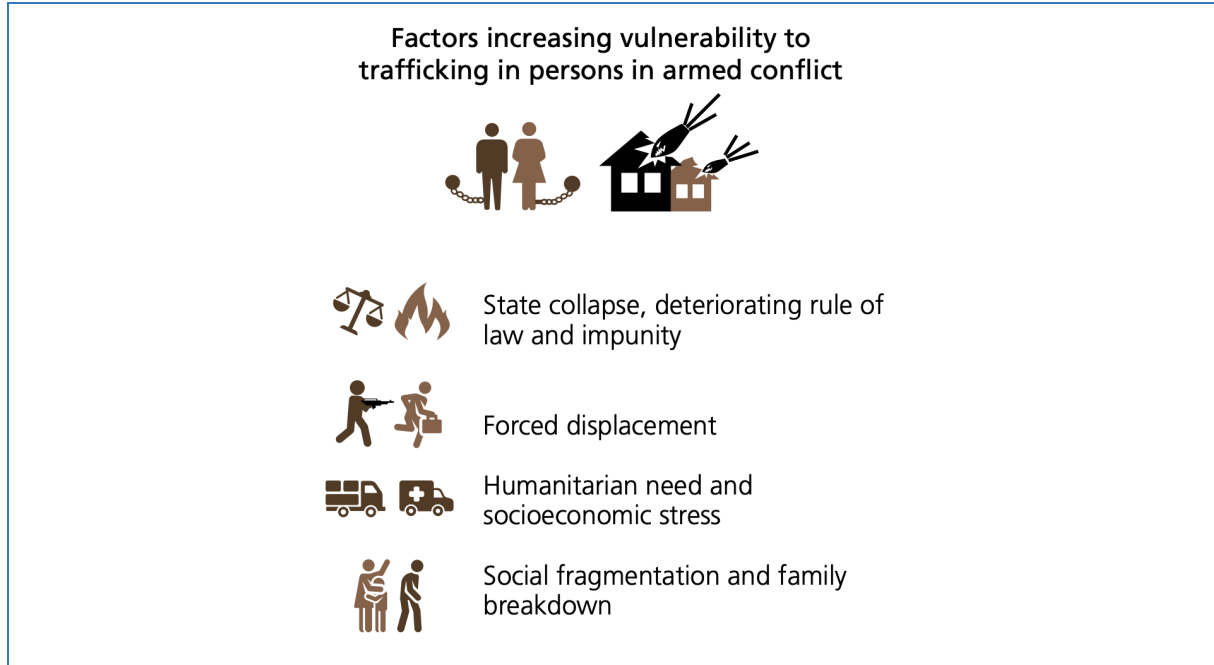 Factors increasing vulnerability to
trafficking in persons in armed conflict
State collapse, deteriorating rule of
law and impunity
Forced displacement
Humanitarian need and
socioeconomic stress
Social fragmentation and family
breakdown